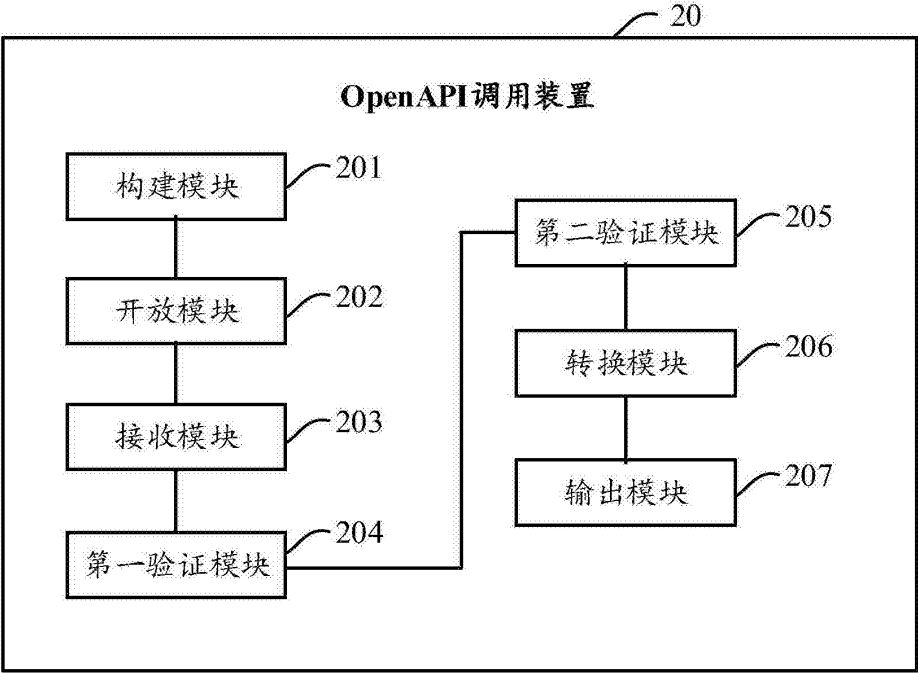 20
OpenAPI调用装置
构建模块
201
开放模块
202
接收模块
203
第一验证模块
204
第二验证模块
205
转换模块
206
输出模块
207